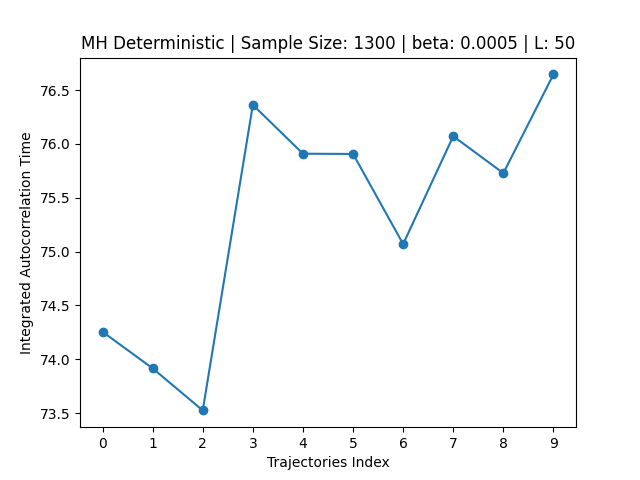 MH Deterministic | Sample Size: 1300 | beta: 0.0005 | L: 50
Integrated Autocorrelation Time
76.5
76.0
75.5
75.0
74.5
74.0
73.5
0 1 2 3 4 5 6 7 8 9
Trajectories Index